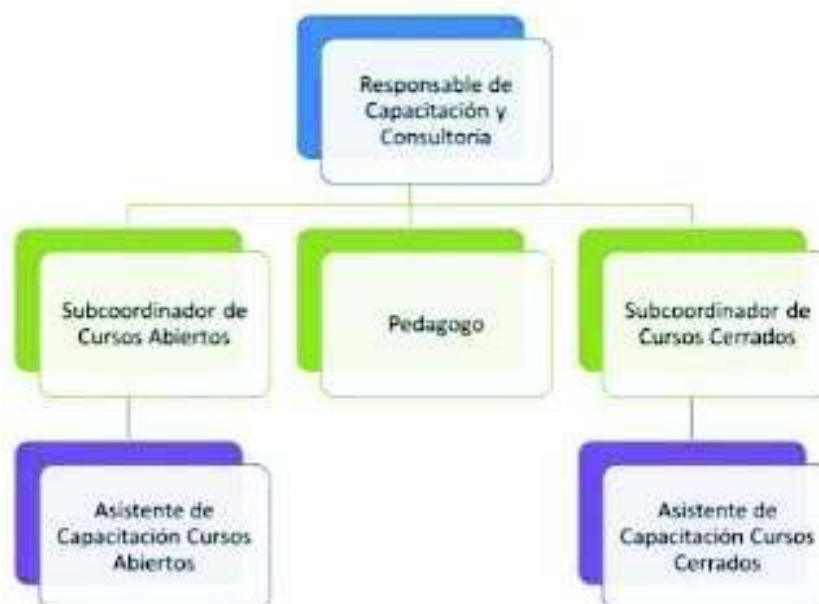 Responsable de
Capacitación y
Consultoria
Subcoordinador de
Cursos Abiertos
Pedagogo
Subcoordinador de
Cursos Cerrados
Asistente de
Capacitación Cursos
Abiertos
Asistente de
Capacitación Cursos
Cerrados